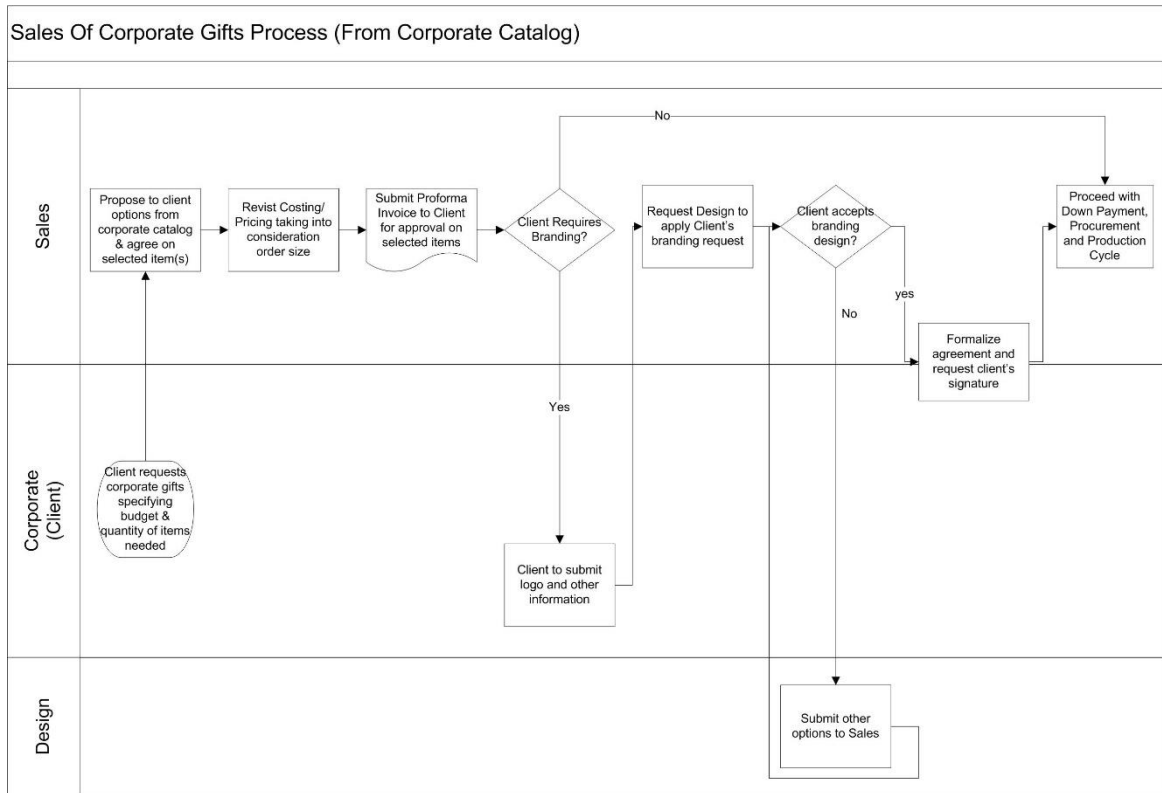 Sales Of Corporate Gifts Process (From Corporate Catalog)
Sales
No
Propose to client
options from
corporate catalog
& agree on
selected item(s)
Revist Costing/
Pricing taking into
consideration
order size
Submit Proforma
Invoice to Client
for approval on
selected items
Client Requires
Branding?
Request Design to
apply Client's
branding request
Client accepts
branding
design?
Proceed with
Down Payment,
Procurement
and Production
Cycle
yes
No
Formalize
agreement and
request client's
signature
Corporate
(Client)
Yes
Client requests
corporate gifts
specifying
budget &
quantity of items
needed
Client to submit
logo and other
information
Design
Submit other
options to Sales